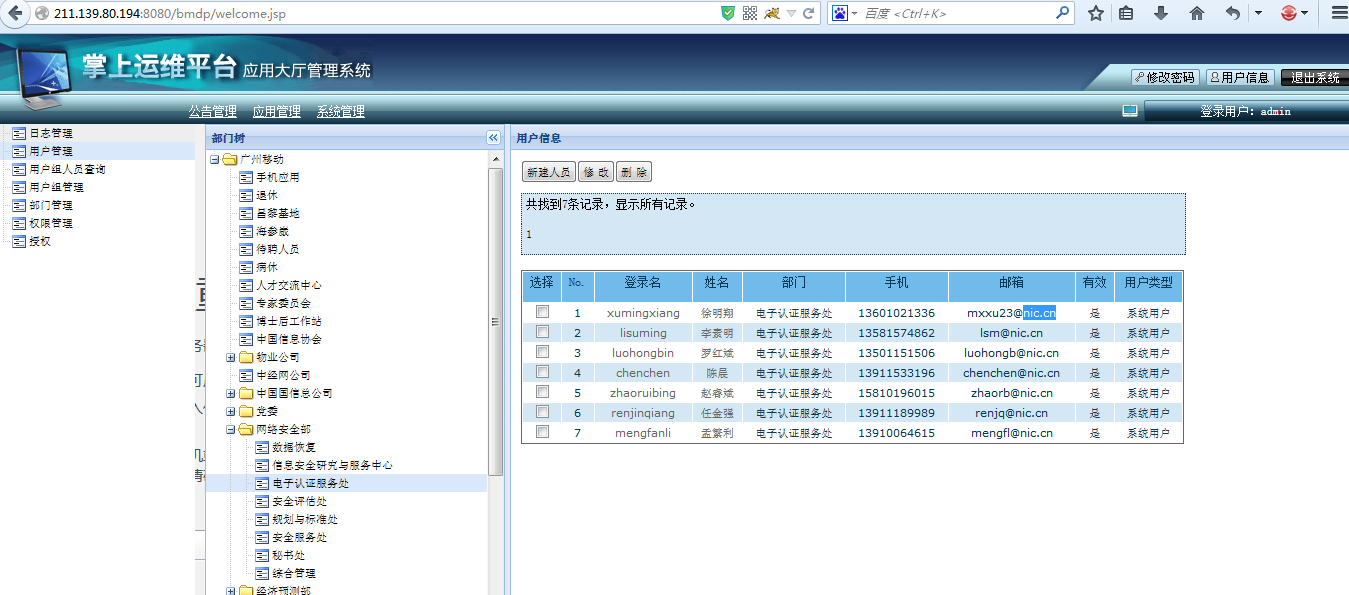 211.139.80.194:8080/bmdp/welcome.jsp
百度 <Ctrl+K>
掌上运维平台 应用大厅管理系统
修改密码 用户信息 退出系统
公告管理 应用管理 系统管理
登录用户：admin
日志管理
用户管理
用户组人员查询
用户组管理
部门管理
权限管理
授权
部门树
广州移动
手机应用
退休
昌黎基地
海参崴
待聘人员
病休
人才交流中心
专家委员会
博士后工作站
中国信息协会
物业公司
中经网公司
中国国信总公司
党委
网络安全部
数据恢复
信息安全研究与服务中心
电子认证服务处
安全评估处
规划与标准处
安全服务处
秘书处
综合管理
经济预测部
用户信息
新建人员 修 改 删 除
共找到7条记录，显示所有记录。
1
选择 No. 登录名 姓名 部门 手机 邮箱 有效 用户类型
1 xumingxiang 徐明翔 电子认证服务处 13601021336 mxxu23@nic.cn 是 系统用户
2 lisuming 李素明 电子认证服务处 13581574862 lsm@nic.cn 是 系统用户
3 luohongbin 罗红斌 电子认证服务处 13501151506 luohongb@nic.cn 是 系统用户
4 chenchen 陈晨 电子认证服务处 13911533196 chenchen@nic.cn 是 系统用户
5 zhaoruibing 赵睿斌 电子认证服务处 15810196015 zhaorb@nic.cn 是 系统用户
6 renjinqiang 任金强 电子认证服务处 13911189989 renjq@nic.cn 是 系统用户
7 mengfanli 孟繁利 电子认证服务处 13910064615 mengfl@nic.cn 是 系统用户